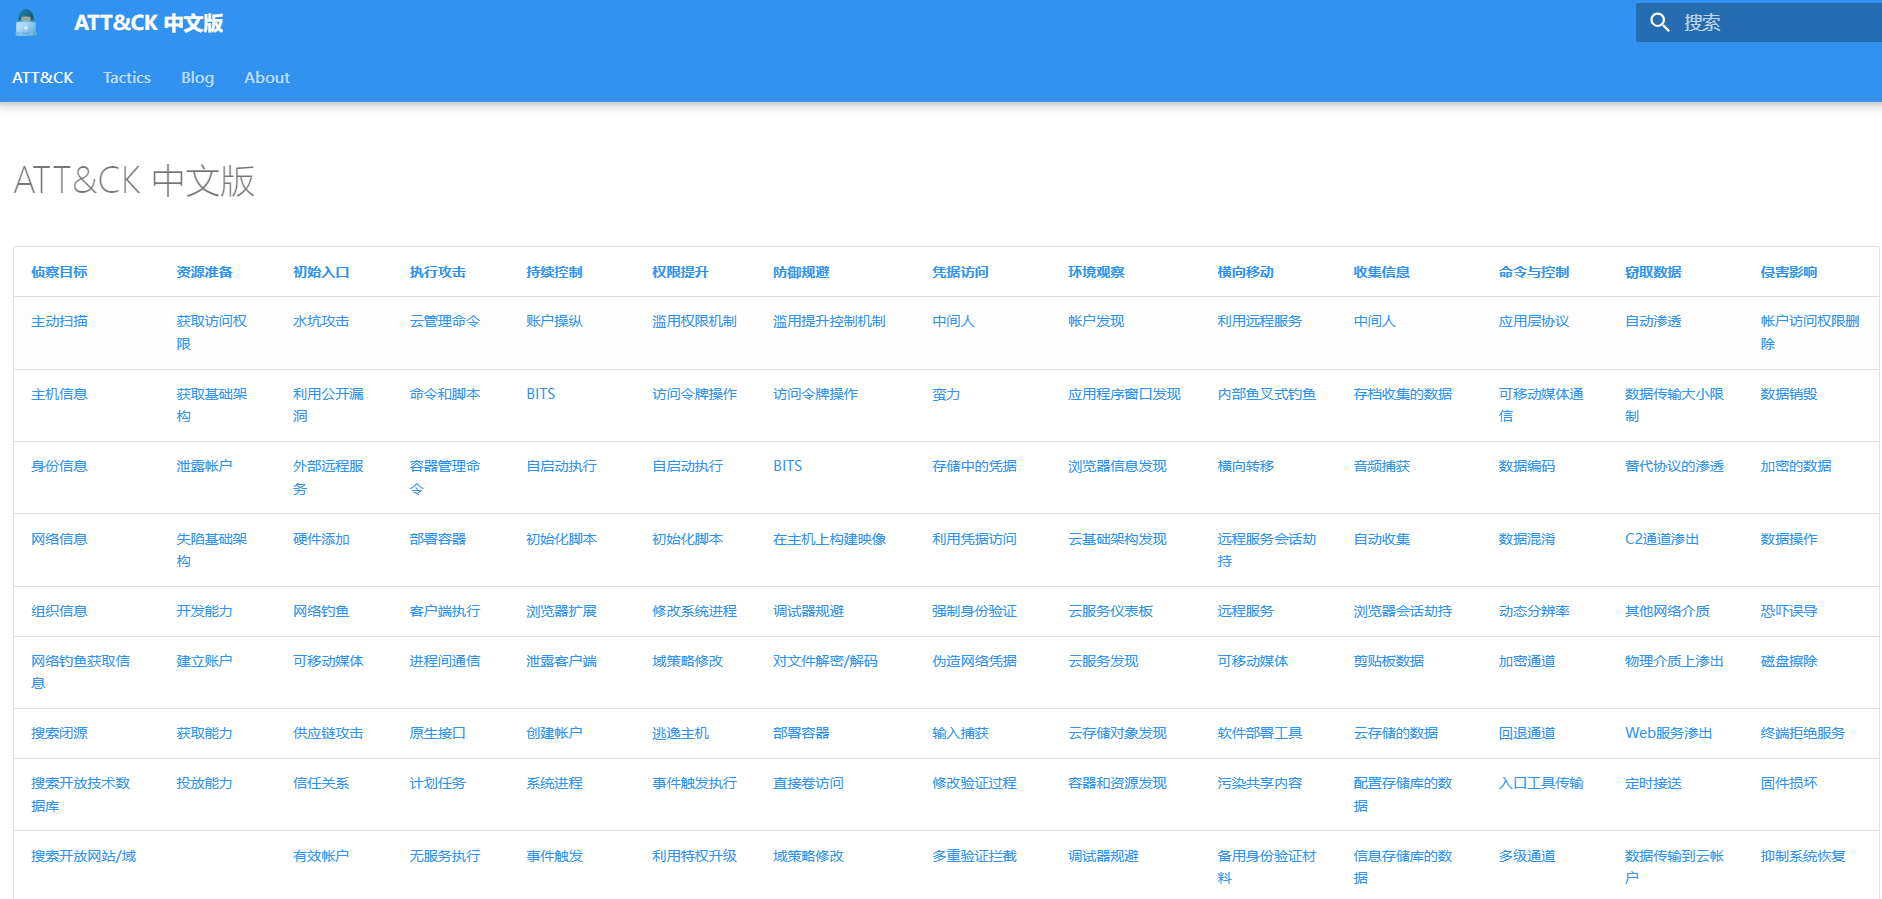 ATT&CK 中文版
搜索
ATT&CK Tactics Blog About
ATT&CK 中文版
侦察目标 资源准备 初始入口 执行攻击 持续控制 权限提升 防御规避 凭据访问 环境观察 横向移动 收集信息 命令与控制 窃取数据 侵害影响
主动扫描 获取访问权 水坑攻击 云管理命令 账户操纵 滥用权限机制 滥用提升控制机制 中间人 帐户发现 利用远程服务 中间人 应用层协议 自动渗透 帐户访问权限删
限 除
主机信息 获取基础架 利用公开漏 命令和脚本 BITS 访问令牌操作 访问令牌操作 蛮力 应用程序窗口发现 内部鱼叉式钓鱼 存档收集的数据 可移动媒体通 数据传输大小限 数据销毁
构 洞 信 制
身份信息 泄露帐户 外部远程服 容器管理命 自启动执行 自启动执行 BITS 存储中的凭据 浏览器信息发现 横向转移 音频捕获 数据编码 替代协议的渗透 加密的数据
务 令
网络信息 失陷基础架 硬件添加 部署容器 初始化脚本 初始化脚本 在主机上构建映像 利用凭据访问 云基础架构发现 远程服务会话劫 自动收集 数据混淆 C2通道渗出 数据操作
构 持
组织信息 开发能力 网络钓鱼 客户端执行 浏览器扩展 修改系统进程 调试器规避 强制身份验证 云服务仪表板 远程服务 浏览器会话劫持 动态分辨率 其他网络介质 恐吓误导
网络钓鱼获取信 建立账户 可移动媒体 进程间通信 泄露客户端 域策略修改 对文件解密/解码 伪造网络凭据 云服务发现 可移动媒体 剪贴板数据 加密通道 物理介质上渗出 磁盘擦除
息
搜索闭源 获取能力 供应链攻击 原生接口 创建帐户 逃逸主机 部署容器 输入捕获 云存储对象发现 软件部署工具 云存储的数据 回退通道 Web服务渗出 终端拒绝服务
搜索开放技术数 投放能力 信任关系 计划任务 系统进程 事件触发执行 直接卷访问 修改验证过程 容器和资源发现 污染共享内容 配置存储库的数 入口工具传输 定时接送 固件损坏
据库 据
搜索开放网站/域 有效帐户 无服务执行 事件触发 利用特权升级 域策略修改 多重验证拦截 调试器规避 备用身份验证材 信息存储库的数 多级通道 数据传输到云帐 抑制系统恢复
料 据 户